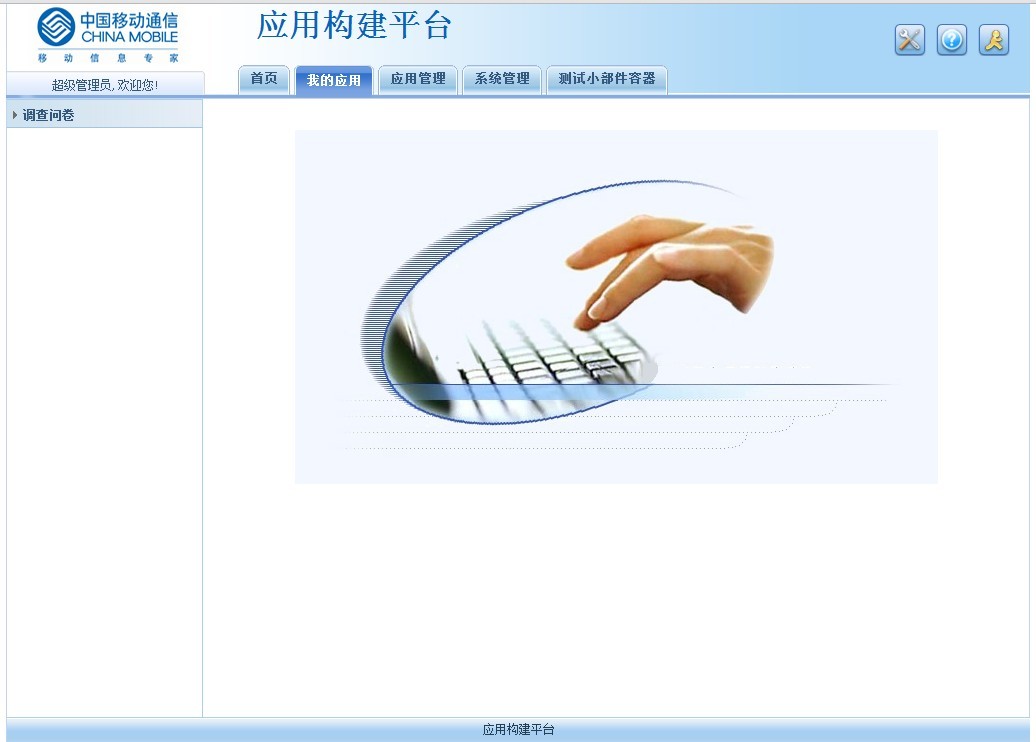 中国移动通信
CHINA MOBILE
移动信息专家
应用构建平台
超级管理员,欢迎您!
首页
我的应用
应用管理
系统管理
测试小部件容器
调查问卷
应用构建平台